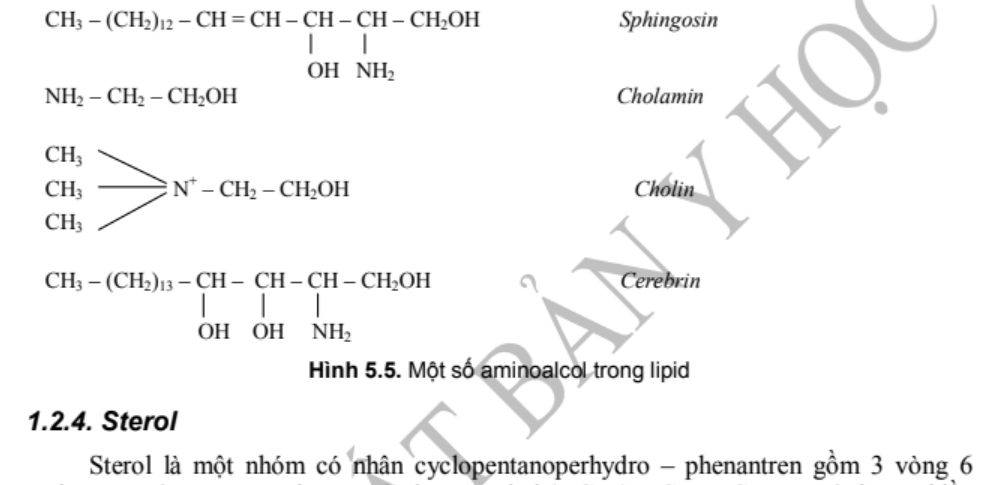 CH₃ – (CH₂)₁₂ – CH = CH – CH – CH – CH₂OH Sphingosin
OH NH₂
NH₂ – CH₂ – CH₂OH Cholamin
CH₃
CH₃ N⁺ – CH₂ – CH₂OH Cholin
CH₃
CH₃ – (CH₂)₁₃ – CH – CH – CH – CH₂OH Cerebrin
OH OH NH₂
Hình 5.5. Một số aminoalcol trong lipid
1.2.4. Sterol
Sterol là một nhóm có nhân cyclopentanoperhydro – phenantren gồm 3 vòng 6
BẢN Y HỌC